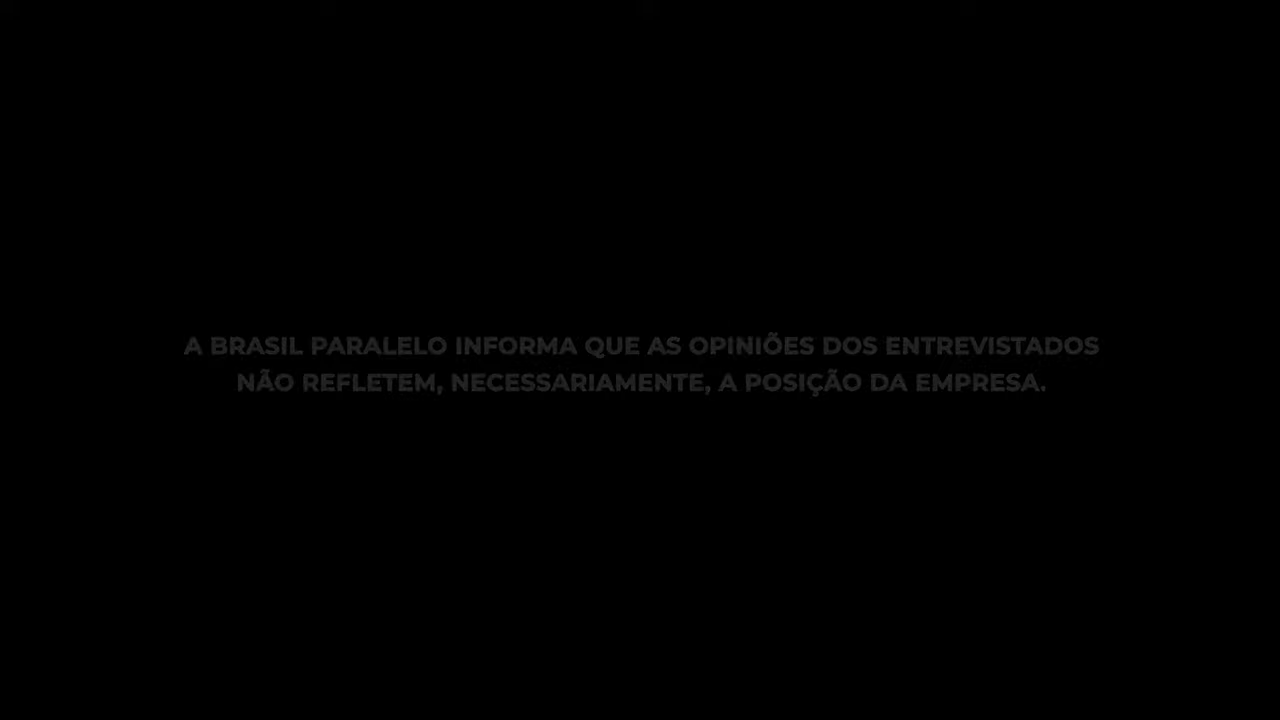 A BRASIL PARALELO INFORMA QUE AS OPINIÕES DOS ENTREVISTADOS
NÃO REFLETEM, NECESSARIAMENTE, A POSIÇÃO DA EMPRESA.